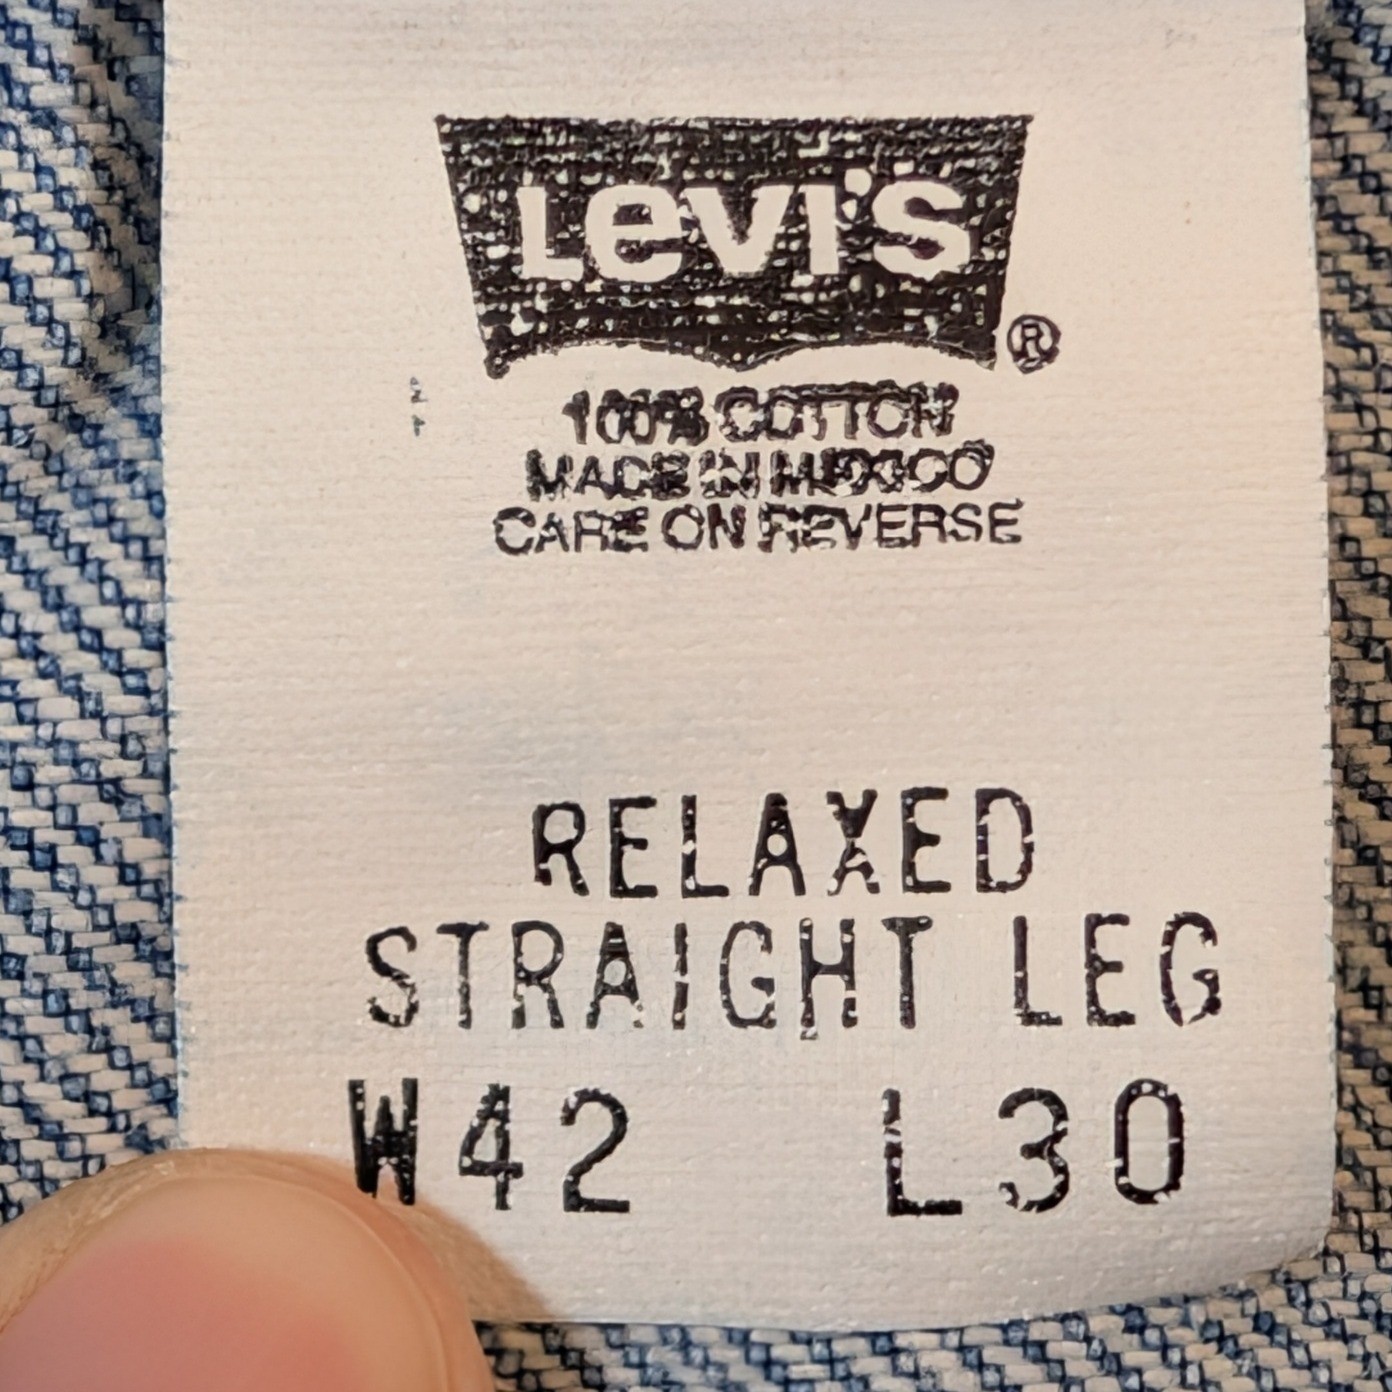 Levi's ®
100% COTTON
MADE IN MEXICO
CARE ON REVERSE
RELAXED
STRAIGHT LEG
W42 L30